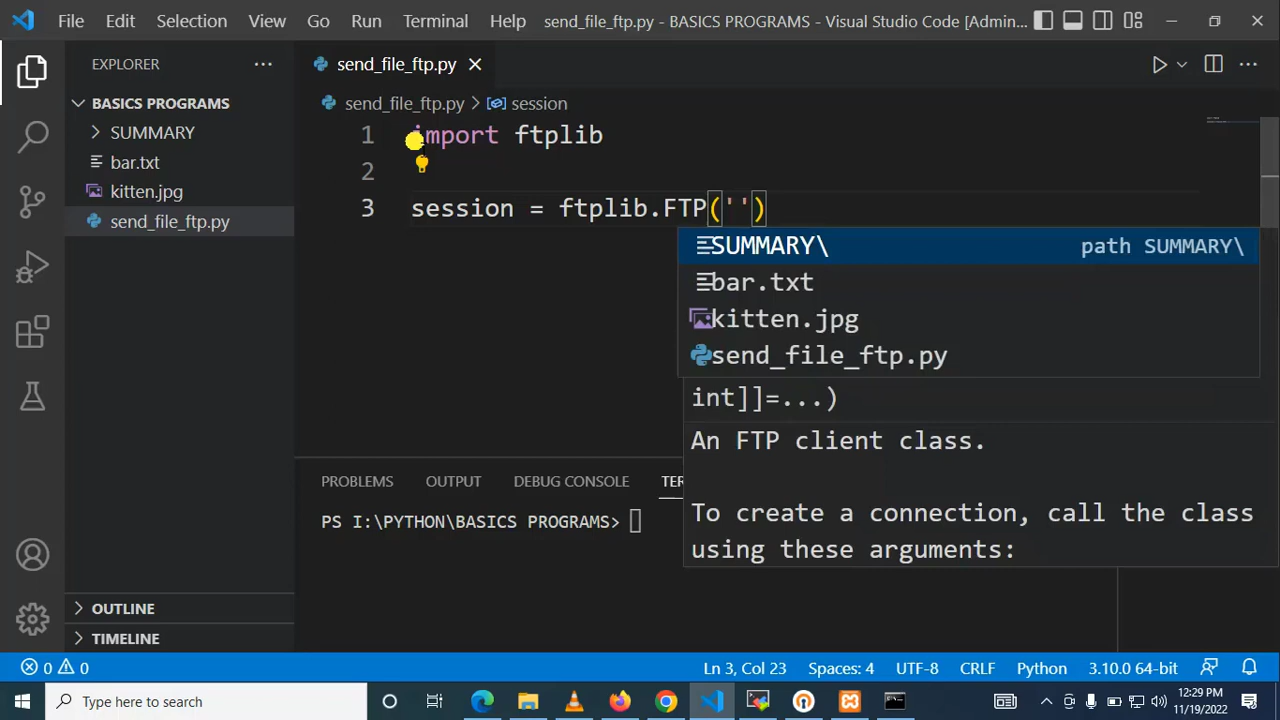 File Edit Selection View Go Run Terminal Help send_file_ftp.py - BASICS PROGRAMS - Visual Studio Code [Admin...
EXPLORER
BASICS PROGRAMS
SUMMARY
bar.txt
kitten.jpg
send_file_ftp.py
OUTLINE
TIMELINE
send_file_ftp.py
send_file_ftp.py > session
1 import ftplib
2
3 session = ftplib.FTP('')
SUMMARY\ path SUMMARY\
bar.txt
kitten.jpg
send_file_ftp.py
int]]=...)
An FTP client class.
To create a connection, call the class
using these arguments:
PROBLEMS OUTPUT DEBUG CONSOLE TER
PS I:\PYTHON\BASICS PROGRAMS>
0 0 Ln 3, Col 23 Spaces: 4 UTF-8 CRLF Python 3.10.0 64-bit
Type here to search
12:29 PM
11/19/2022